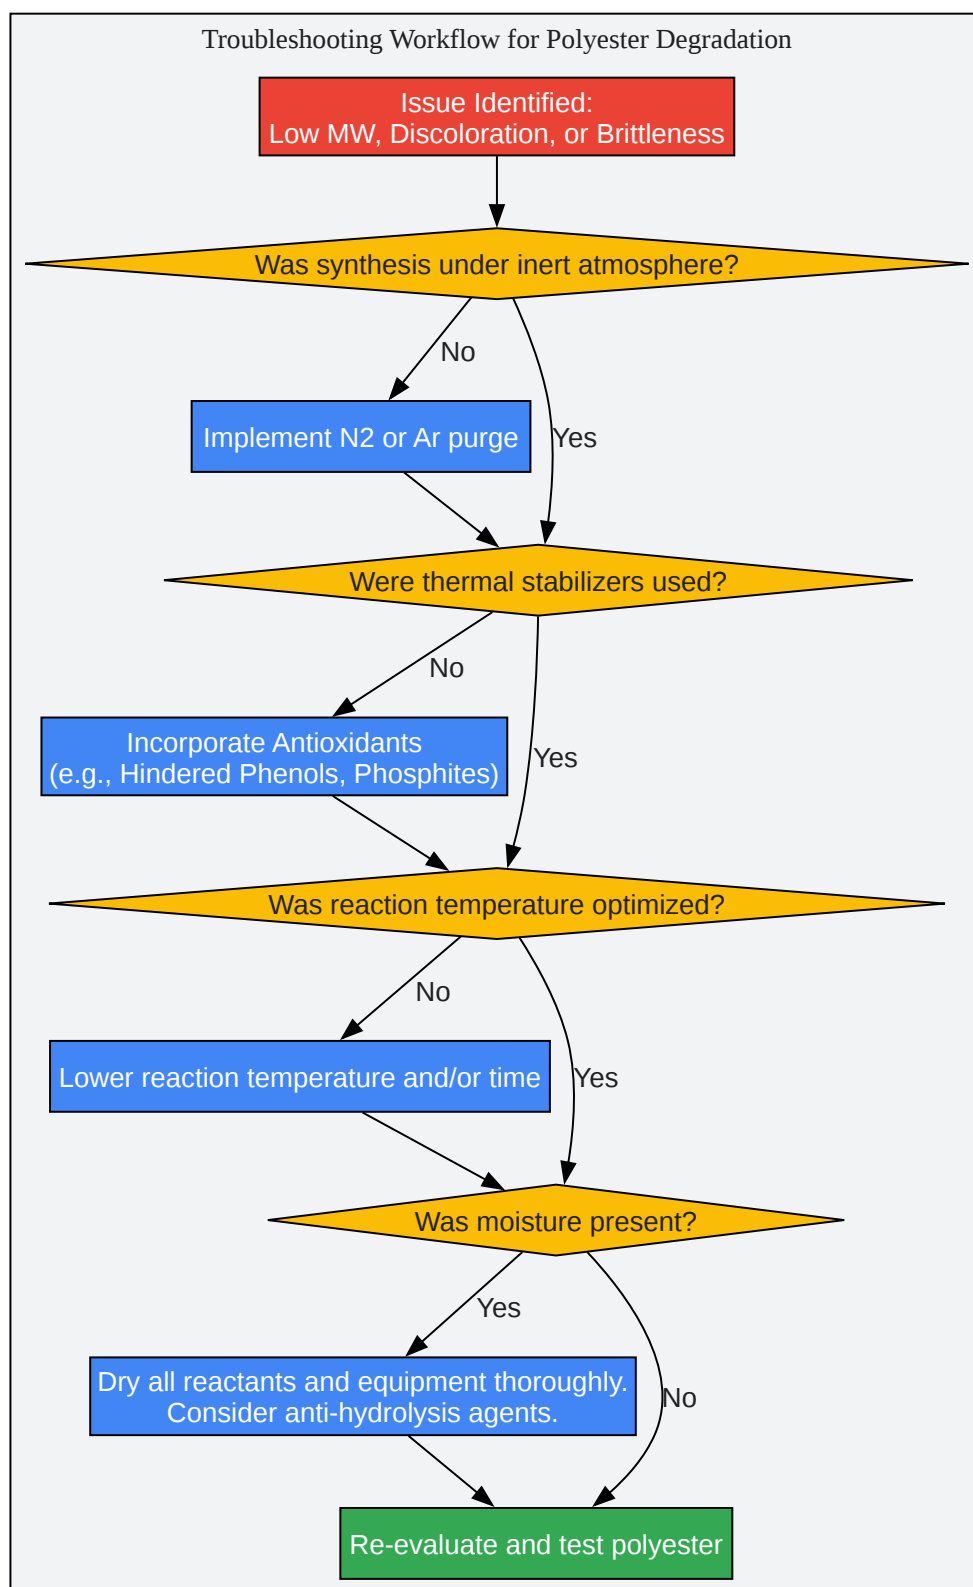 Troubleshooting Workflow for Polyester Degradation
Issue Identified:
Low MW, Discoloration, or Brittleness
Was synthesis under inert atmosphere?
No
Implement N2 or Ar purge
Yes
Were thermal stabilizers used?
No
Incorporate Antioxidants
(e.g., Hindered Phenols, Phosphites)
Yes
Was reaction temperature optimized?
No
Lower reaction temperature and/or time
Yes
Was moisture present?
Yes
Dry all reactants and equipment thoroughly.
Consider anti-hydrolysis agents.
No
Re-evaluate and test polyester